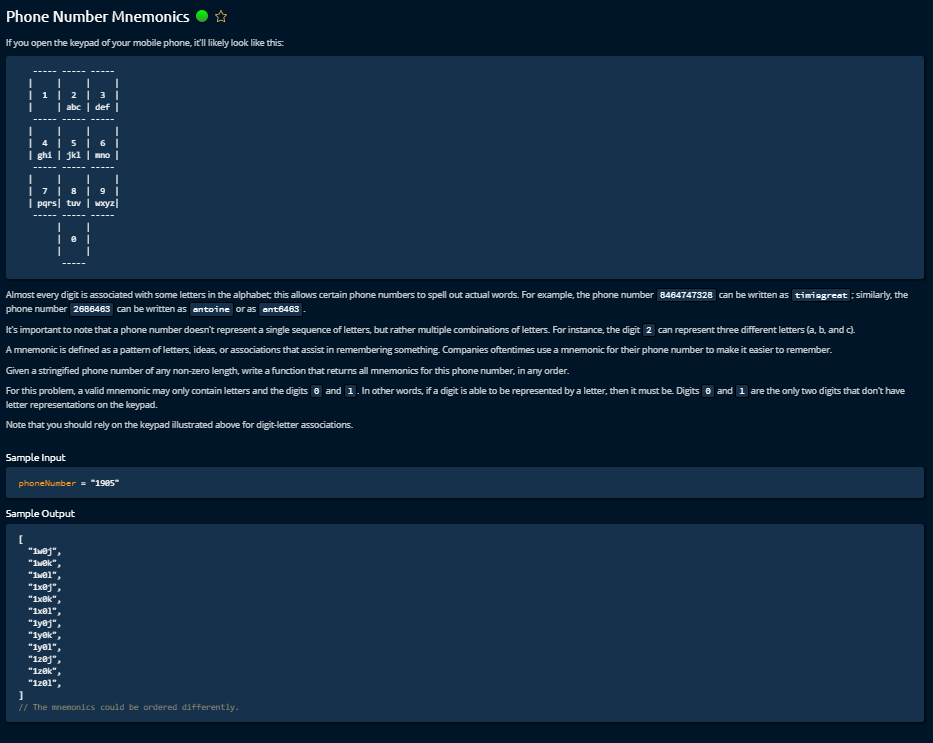 Phone Number Mnemonics
If you open the keypad of your mobile phone, it'll likely look like this:
----- ----- -----
|     |     |     |
|  1  |  2  |  3  |
|     | abc | def |
----- ----- -----
|     |     |     |
|  4  |  5  |  6  |
| ghi | jkl | mno |
----- ----- -----
|     |     |     |
|  7  |  8  |  9  |
| pqrs| tuv | wxyz|
----- ----- -----
|     |
|  0  |
|     |
-----
Almost every digit is associated with some letters in the alphabet; this allows certain phone numbers to spell out actual words. For example, the phone number 8464747328 can be written as timisgreat; similarly, the
phone number 2686463 can be written as antoine or as ant6463.
It's important to note that a phone number doesn't represent a single sequence of letters, but rather multiple combinations of letters. For instance, the digit 2 can represent three different letters (a, b, and c).
A mnemonic is defined as a pattern of letters, ideas, or associations that assist in remembering something. Companies oftentimes use a mnemonic for their phone number to make it easier to remember.
Given a stringified phone number of any non-zero length, write a function that returns all mnemonics for this phone number, in any order.
For this problem, a valid mnemonic may only contain letters and the digits 0 and 1. In other words, if a digit is able to be represented by a letter, then it must be. Digits 0 and 1 are the only two digits that don't have
letter representations on the keypad.
Note that you should rely on the keypad illustrated above for digit-letter associations.
Sample Input
phoneNumber = "1905"
Sample Output
[
"1w0j",
"1w0k",
"1w0l",
"1x0j",
"1x0k",
"1x0l",
"1y0j",
"1y0k",
"1y0l",
"1z0j",
"1z0k",
"1z0l",
]
// The mnemonics could be ordered differently.